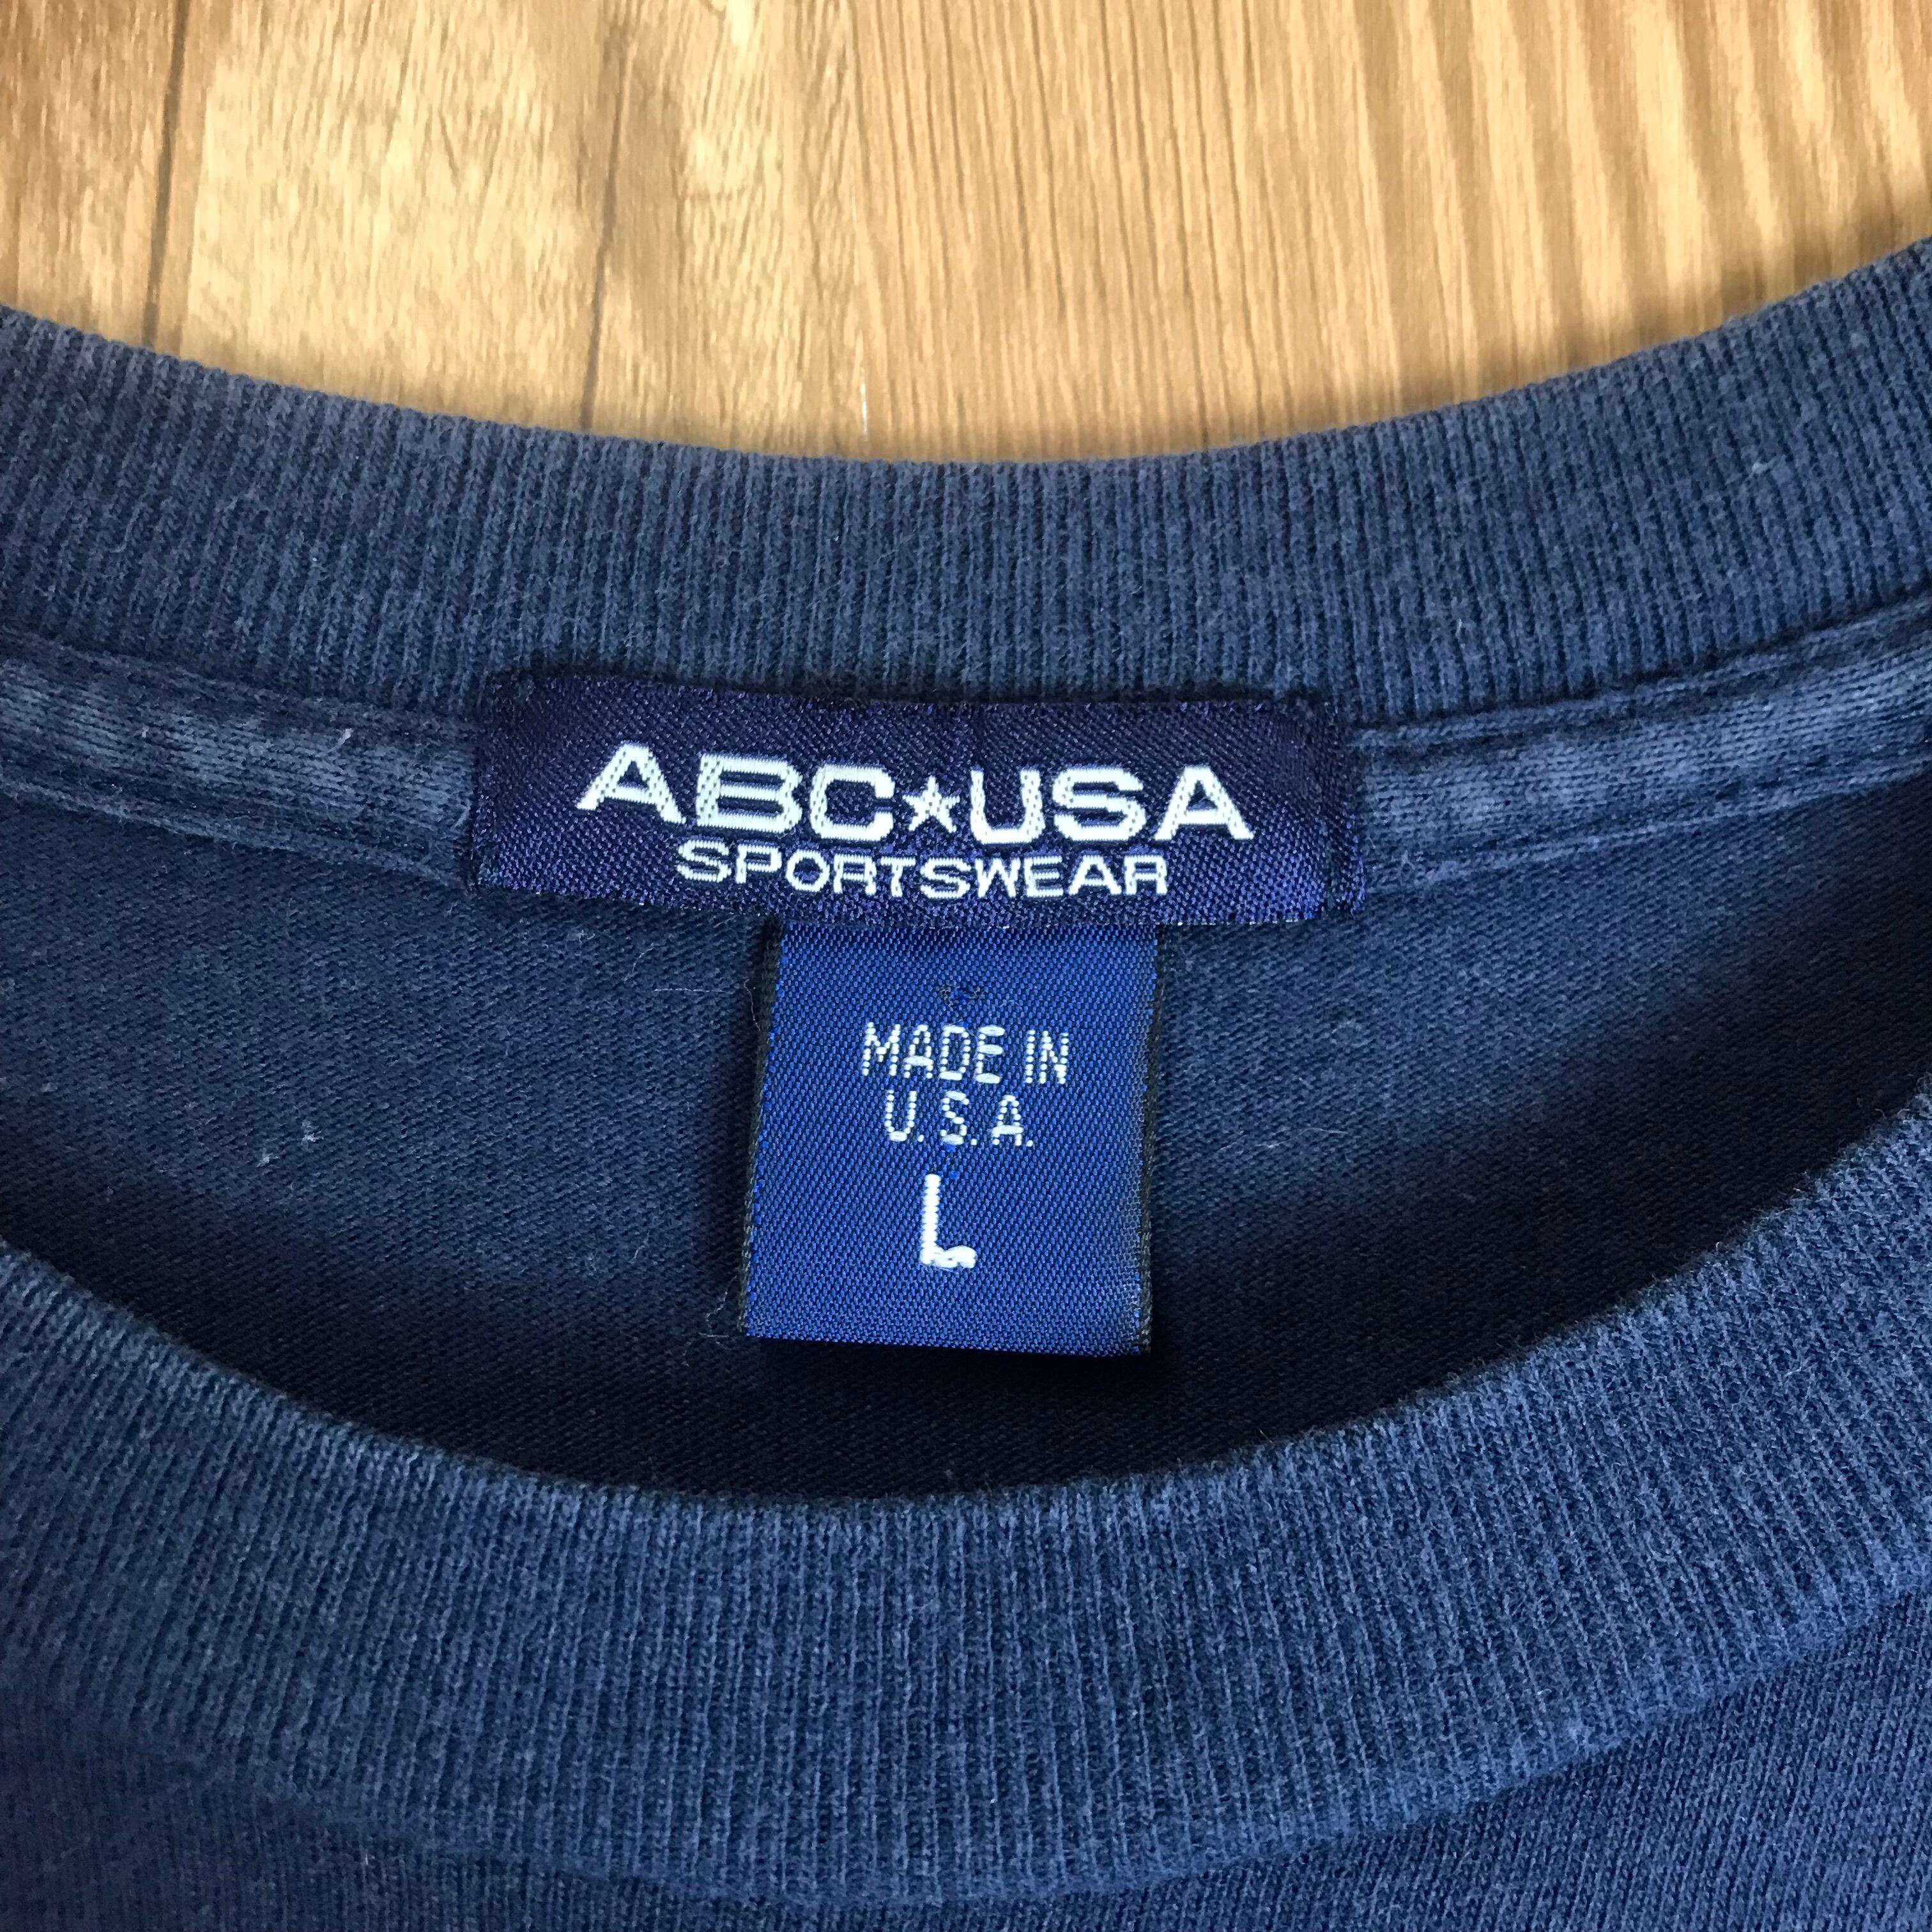 ABC★USA
SPORTSWEAR
MADE IN
U.S.A.
L